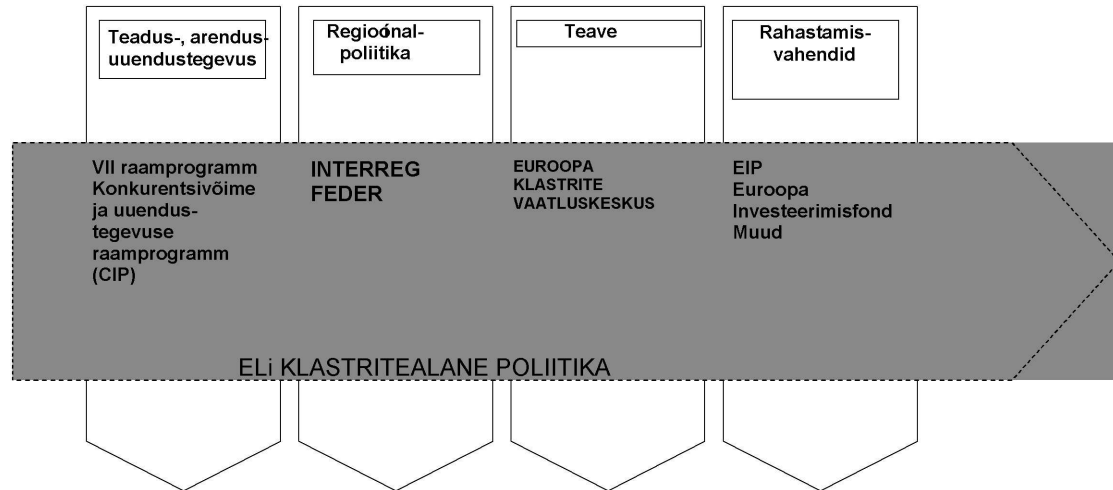 Teadus-, arendus-
uuendustegevus
Regioónal-
poliitika
Teave
Rahastamis-
vahendid
VII raamprogramm
Konkurentsivõime
ja uuendus-
tegevuse
raamprogramm
(CIP)
INTERREG
FEDER
EUROOPA
KLASTRITE
VAATLUSKESKUS
EIP
Euroopa
Investeerimisfond
Muud
ELi KLASTRITEALANE POLIITIKA